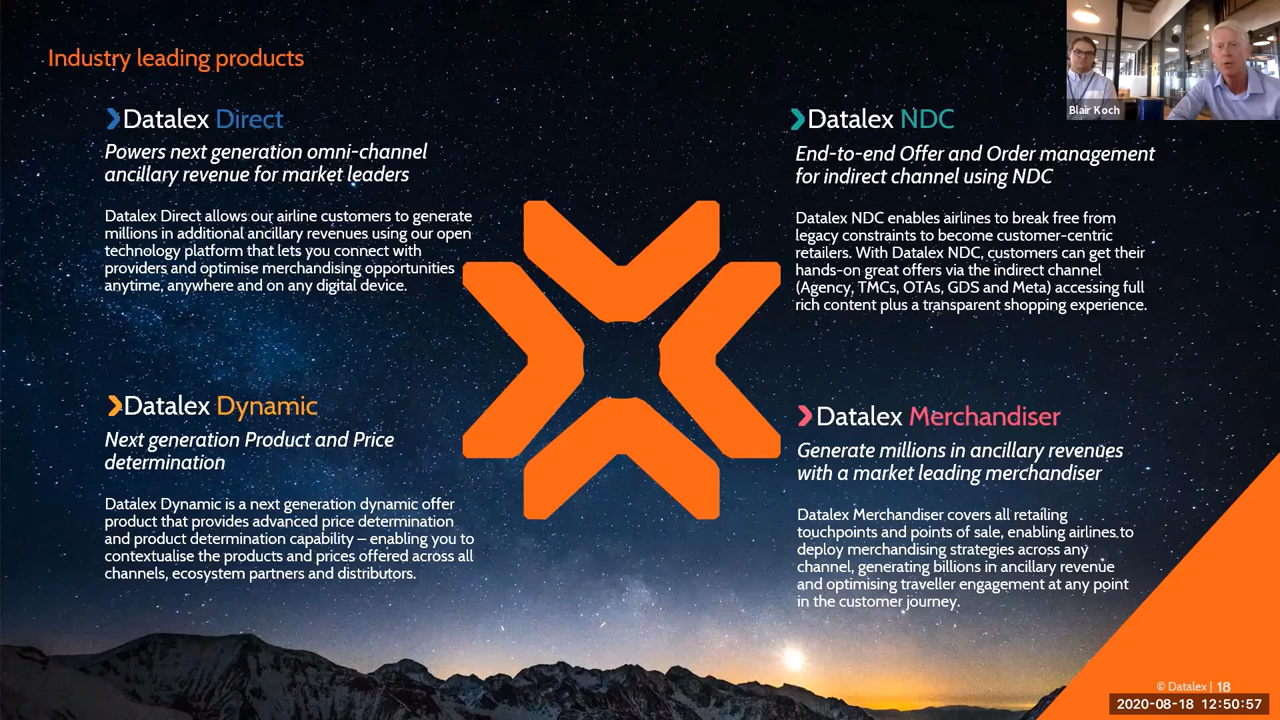 Industry leading products
Datalex Direct
Powers next generation omni-channel
ancillary revenue for market leaders
Datalex Direct allows our airline customers to generate
millions in additional ancillary revenues using our open
technology platform that lets you connect with
providers and optimise merchandising opportunities
anytime, anywhere and on any digital device.
Datalex NDC
End-to-end Offer and Order management
for indirect channel using NDC
Datalex NDC enables airlines to break free from
legacy constraints to become customer-centric
retailers. With Datalex NDC, customers can get their
hands-on great offers via the indirect channel
(Agency, TMCs, OTAs, GDS and Meta) accessing full
rich content plus a transparent shopping experience.
Datalex Dynamic
Next generation Product and Price
determination
Datalex Dynamic is a next generation dynamic offer
product that provides advanced price determination
and product determination capability – enabling you to
contextualise the products and prices offered across all
channels, ecosystem partners and distributors.
Datalex Merchandiser
Generate millions in ancillary revenues
with a market leading merchandiser
Datalex Merchandiser covers all retailing
touchpoints and points of sale, enabling airlines to
deploy merchandising strategies across any
channel, generating billions in ancillary revenue
and optimising traveller engagement at any point
in the customer journey.
Blair Koch
© Datalex | 18
2020-08-18 12:50:57